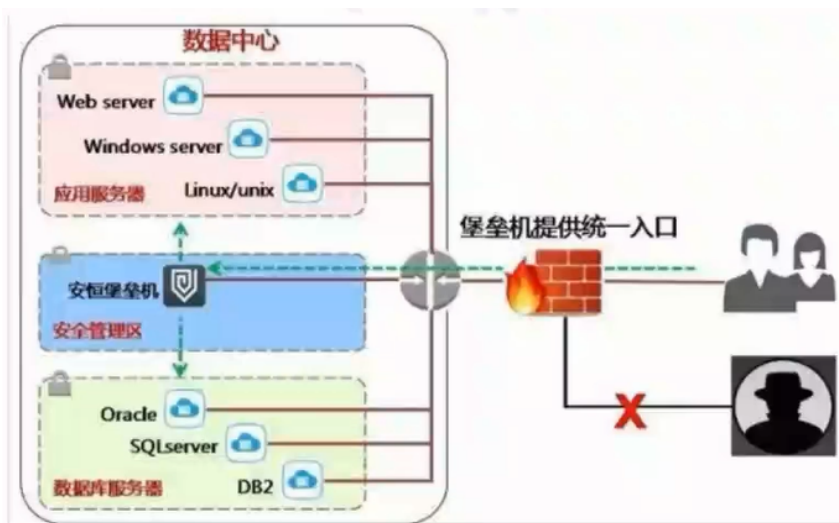 数据中心
Web server
Windows server
Linux/unix
应用服务器
堡垒机提供统一入口
安恒堡垒机
安全管理区
Oracle
SQLserver
DB2
数据库服务器
X